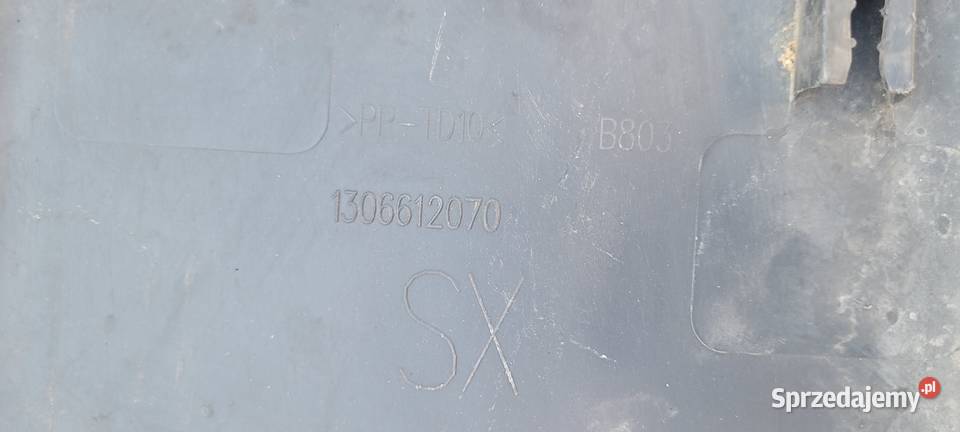 >PP-TD10< B803
1306612070
SX
Sprzedajemy.pl